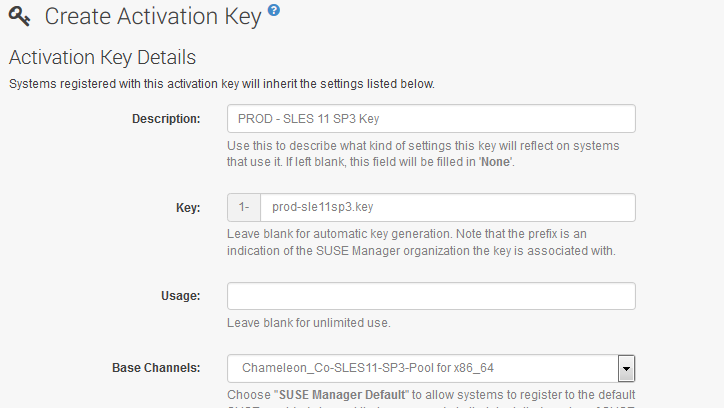 Create Activation Key ?
Activation Key Details
Systems registered with this activation key will inherit the settings listed below.
Description: PROD - SLES 11 SP3 Key
Use this to describe what kind of settings this key will reflect on systems
that use it. If left blank, this field will be filled in 'None'.
Key: 1- prod-sle11sp3.key
Leave blank for automatic key generation. Note that the prefix is an
indication of the SUSE Manager organization the key is associated with.
Usage:
Leave blank for unlimited use.
Base Channels: Chameleon_Co-SLES11-SP3-Pool for x86_64
Choose "SUSE Manager Default" to allow systems to register to the default